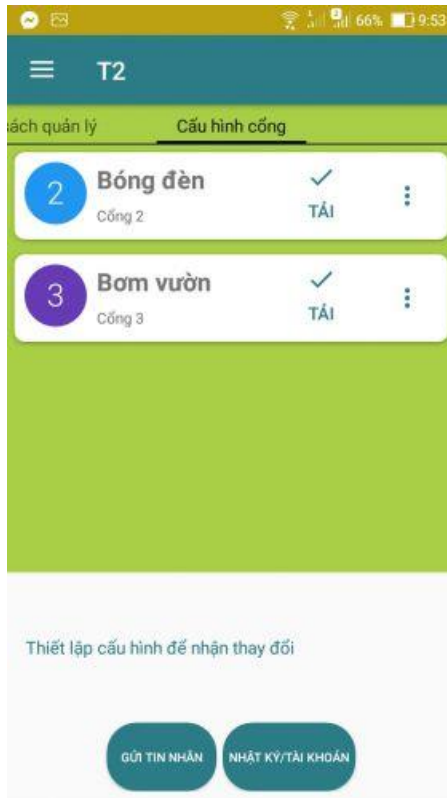 66% 9:53
T2
sách quản lý Cấu hình cổng
2 Bóng đèn
Cổng 2
TẢI
3 Bơm vườn
Cổng 3
TẢI
Thiết lập cấu hình để nhận thay đổi
GỬI TIN NHẮN NHẬT KÝ/TÀI KHOẢN